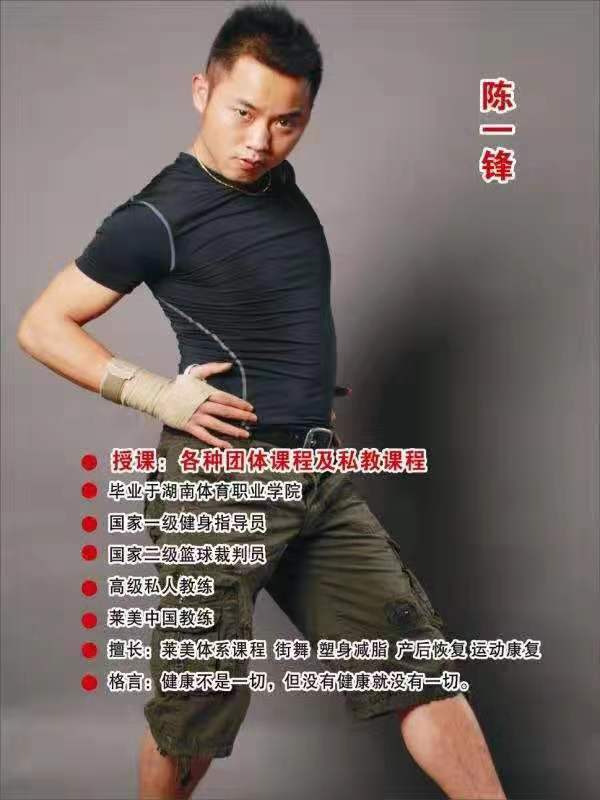 陈一锋
授课：各种团体课程及私教课程
毕业于湖南体育职业学院
国家一级健身指导员
国家二级篮球裁判员
高级私人教练
莱美中国教练
擅长：莱美体系课程 街舞 塑身减脂 产后恢复 运动康复
格言：健康不是一切，但没有健康就没有一切。